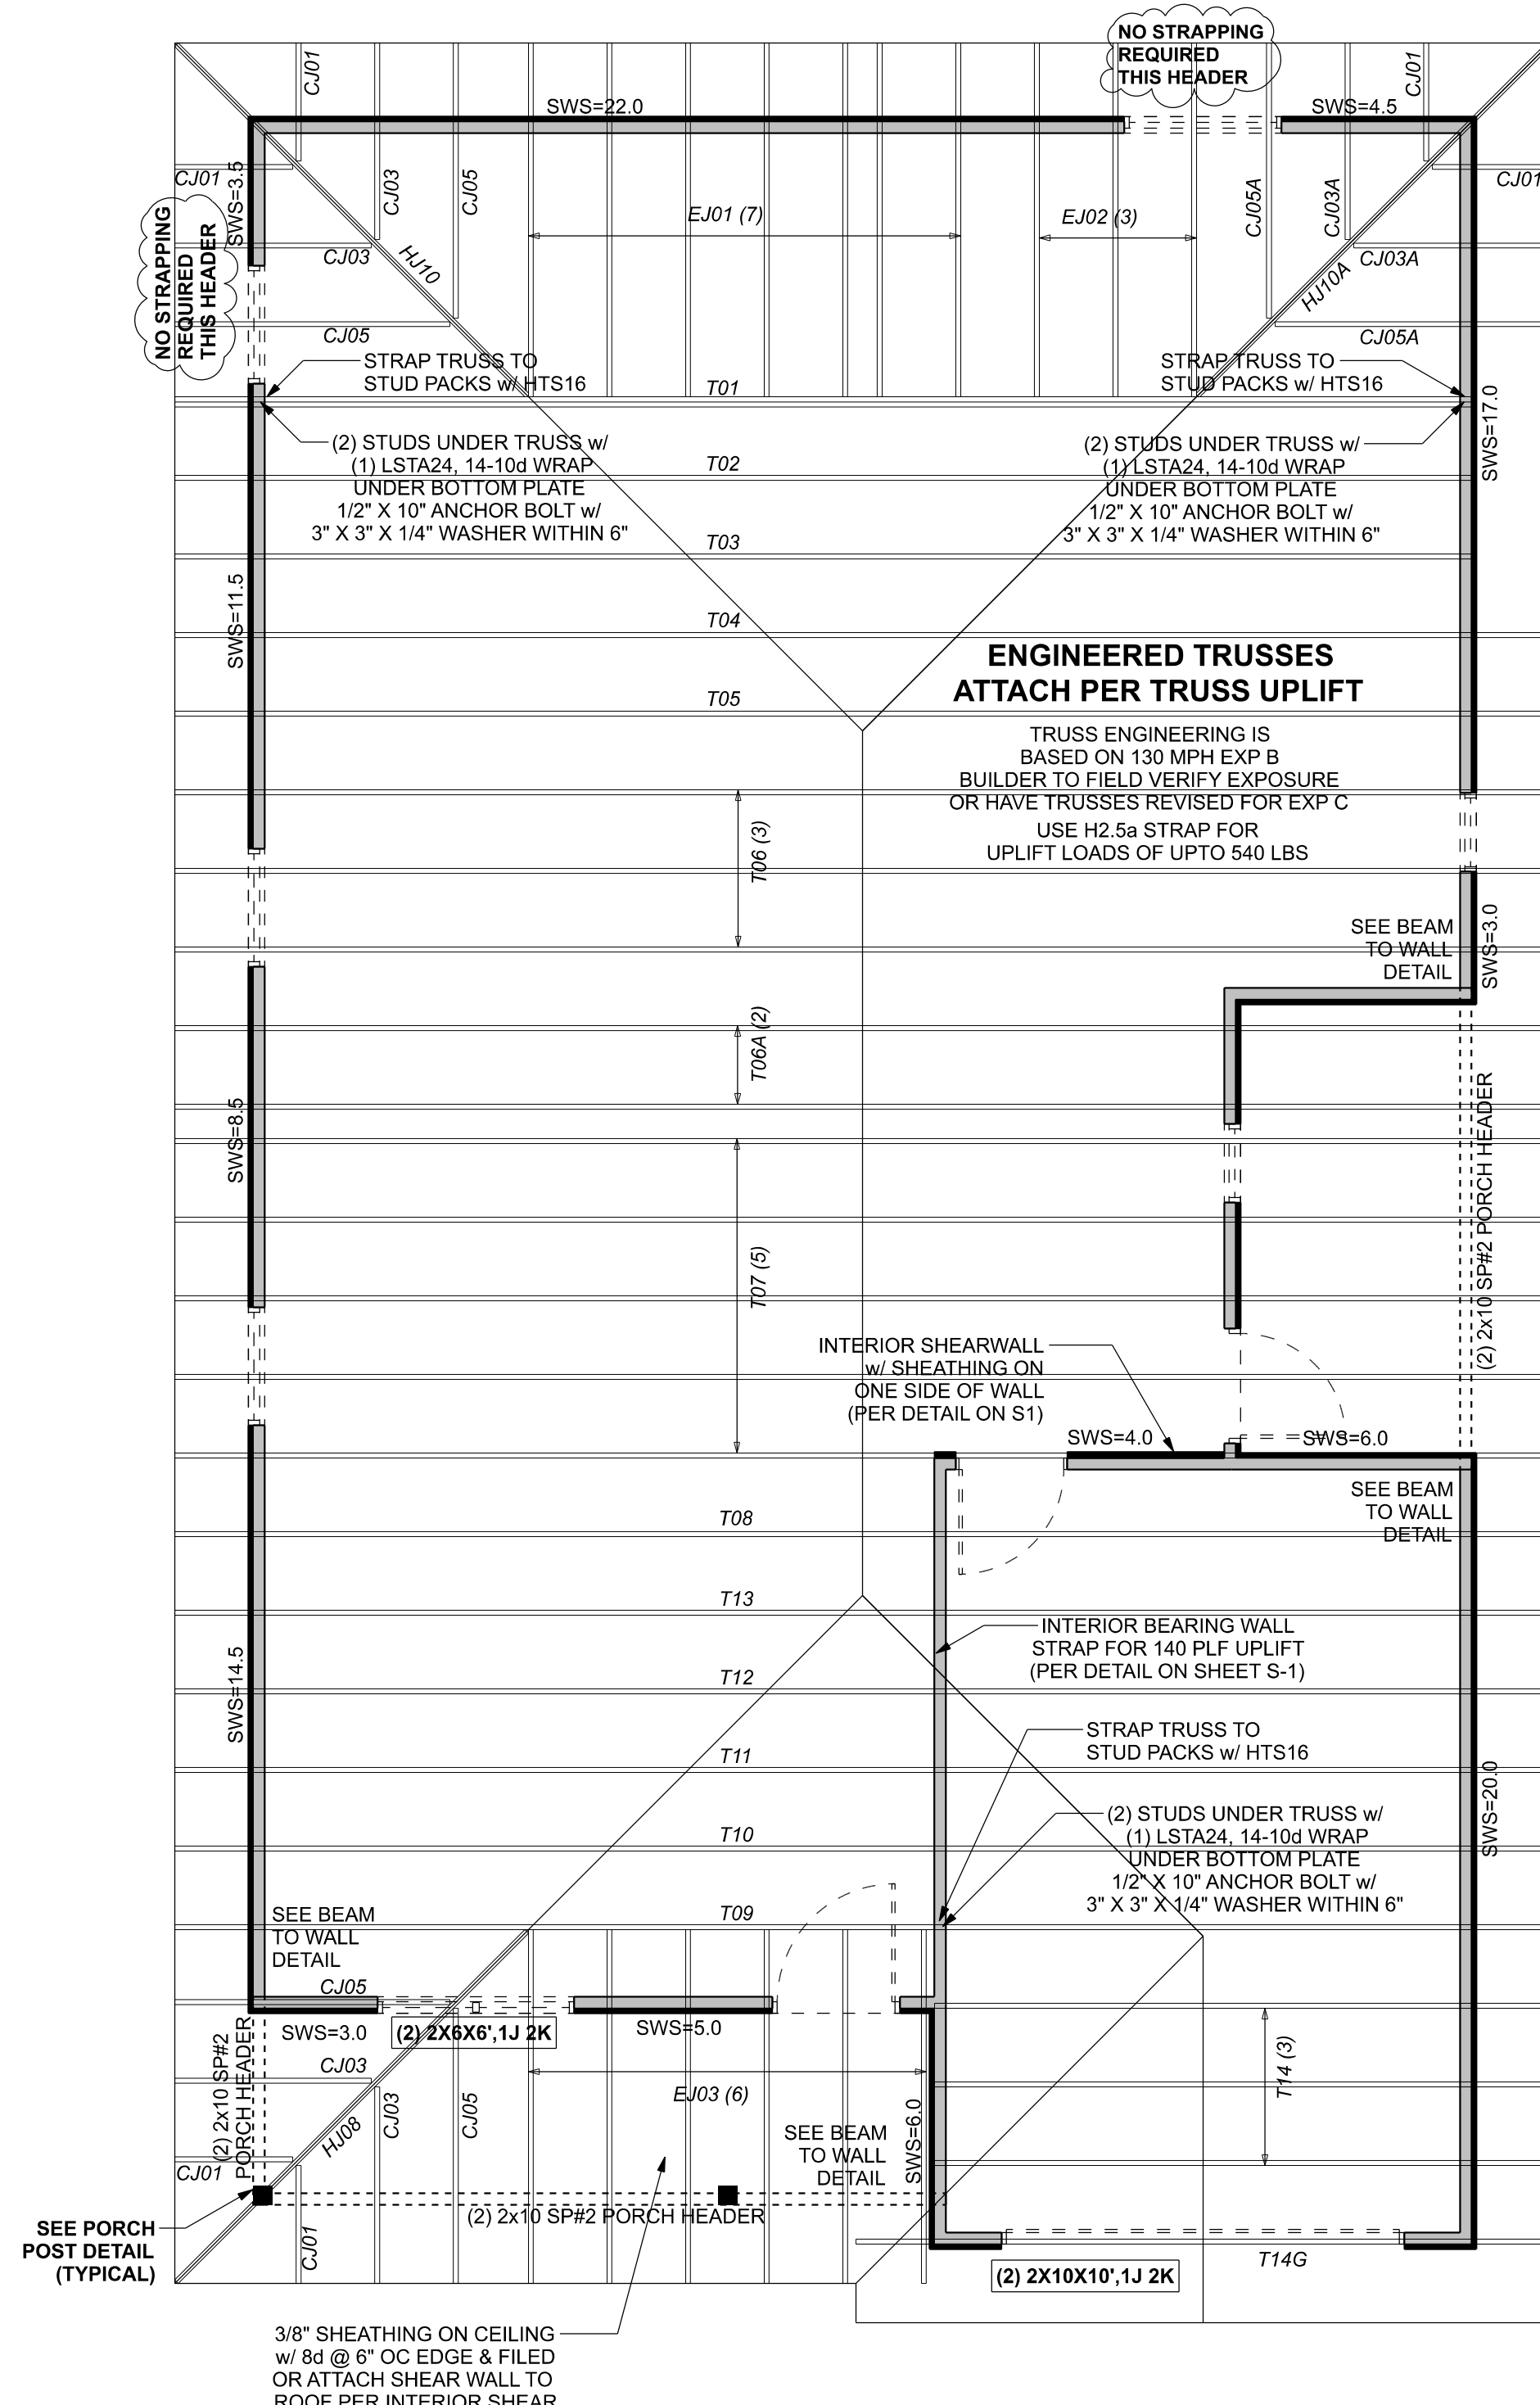 NO STRAPPING
REQUIRED
THIS HEADER
CJ01
CJ01
SWS=22.0
SWS=4.5
CJ01
SWS=3.5
CJ03
CJ05
CJ05A
CJ03A
CJ01
EJ01 (7)
EJ02 (3)
NO STRAPPING
REQUIRED
THIS HEADER
CJ03
HJ10
HJ10A
CJ03A
CJ05
CJ05A
STRAP TRUSS TO
STUD PACKS w/ HTS16
T01
STRAP TRUSS TO
STUD PACKS w/ HTS16
SWS=17.0
(2) STUDS UNDER TRUSS w/
(1) LSTA24, 14-10d WRAP
UNDER BOTTOM PLATE
1/2" X 10" ANCHOR BOLT w/
3" X 3" X 1/4" WASHER WITHIN 6"
T02
(2) STUDS UNDER TRUSS w/
(1) LSTA24, 14-10d WRAP
UNDER BOTTOM PLATE
1/2" X 10" ANCHOR BOLT w/
3" X 3" X 1/4" WASHER WITHIN 6"
T03
SWS=11.5
T04
ENGINEERED TRUSSES
ATTACH PER TRUSS UPLIFT
T05
TRUSS ENGINEERING IS
BASED ON 130 MPH EXP B
BUILDER TO FIELD VERIFY EXPOSURE
OR HAVE TRUSSES REVISED FOR EXP C
USE H2.5a STRAP FOR
UPLIFT LOADS OF UPTO 540 LBS
T06 (3)
SEE BEAM
TO WALL
DETAIL
SWS=3.0
T06A (2)
SWS=8.5
(2) 2x10 SP#2 PORCH HEADER
T07 (5)
INTERIOR SHEARWALL
w/ SHEATHING ON
ONE SIDE OF WALL
(PER DETAIL ON S1)
SWS=4.0
SWS=6.0
SEE BEAM
TO WALL
DETAIL
T08
T13
INTERIOR BEARING WALL
STRAP FOR 140 PLF UPLIFT
(PER DETAIL ON SHEET S-1)
SWS=14.5
T12
STRAP TRUSS TO
STUD PACKS w/ HTS16
T11
SWS=20.0
(2) STUDS UNDER TRUSS w/
(1) LSTA24, 14-10d WRAP
UNDER BOTTOM PLATE
1/2" X 10" ANCHOR BOLT w/
3" X 3" X 1/4" WASHER WITHIN 6"
T10
T09
SEE BEAM
TO WALL
DETAIL
CJ05
SWS=3.0
(2) 2X6X6',1J 2K
SWS=5.0
(2) 2x10 SP#2
PORCH HEADER
CJ03
CJ03
CJ05
EJ03 (6)
T14 (3)
HJ08
SEE BEAM
TO WALL
DETAIL
SWS=6.0
CJ01
(2) 2x10 SP#2 PORCH HEADER
SEE PORCH
POST DETAIL
(TYPICAL)
CJ01
T14G
(2) 2X10X10',1J 2K
3/8" SHEATHING ON CEILING
w/ 8d @ 6" OC EDGE & FILED
OR ATTACH SHEAR WALL TO
ROOF PER INTERIOR SHEAR